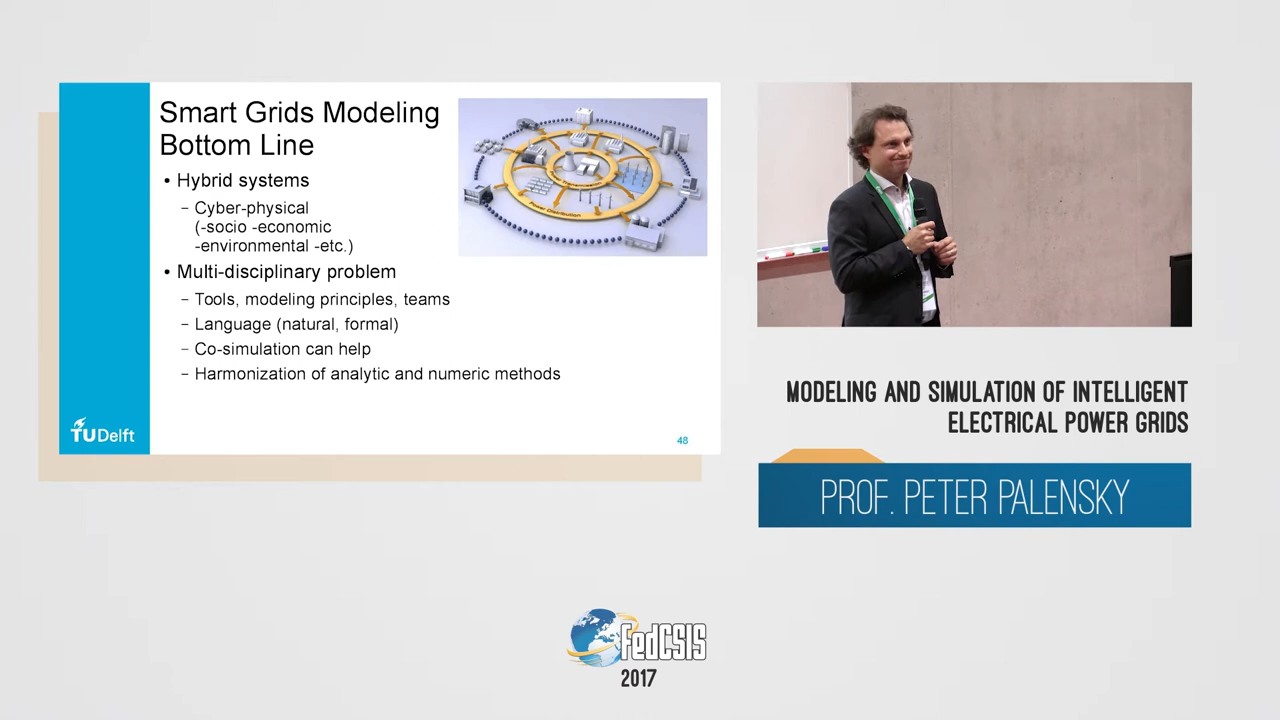 Smart Grids Modeling
Bottom Line
• Hybrid systems
– Cyber-physical
(-socio -economic
-environmental -etc.)
• Multi-disciplinary problem
– Tools, modeling principles, teams
– Language (natural, formal)
– Co-simulation can help
– Harmonization of analytic and numeric methods
Power Distribution
TUDelft
48
MODELING AND SIMULATION OF INTELLIGENT
ELECTRICAL POWER GRIDS
PROF. PETER PALENSKY
FedCSIS
2017